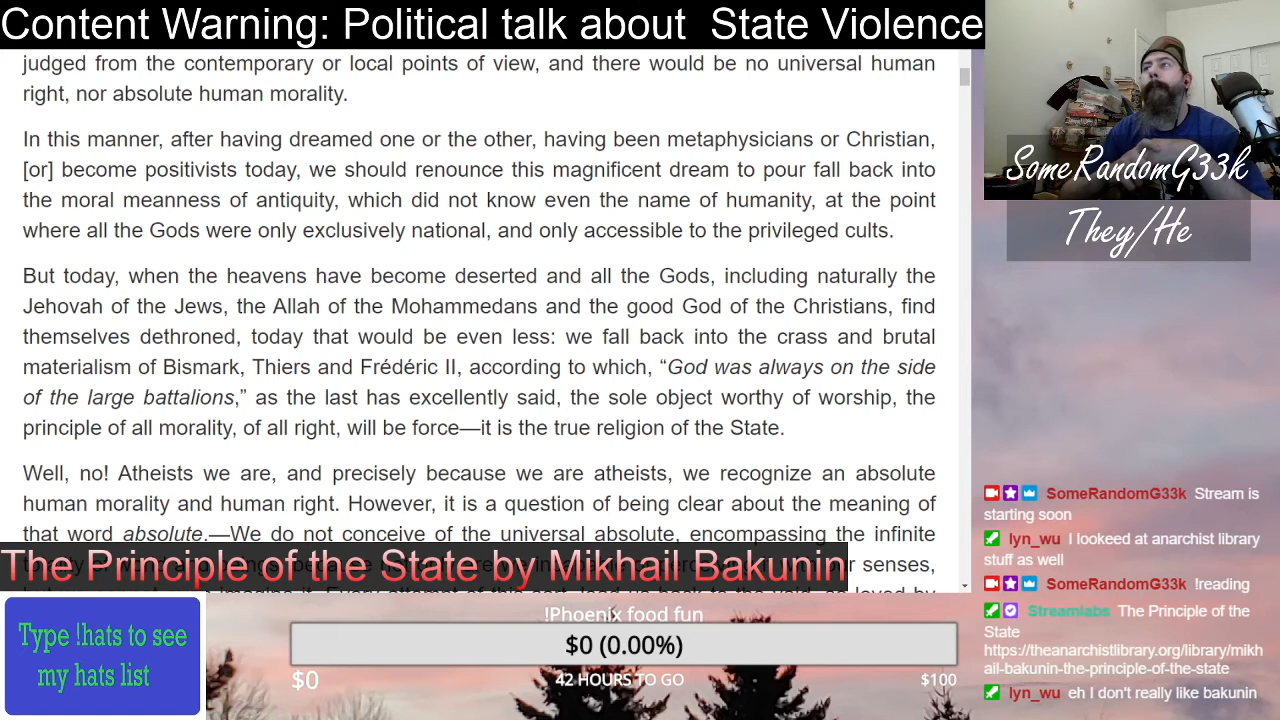 Content Warning: Political talk about  State Violence
judged from the contemporary or local points of view, and there would be no universal human
right, nor absolute human morality.
In this manner, after having dreamed one or the other, having been metaphysicians or Christian,
[or] become positivists today, we should renounce this magnificent dream to pour fall back into
the moral meanness of antiquity, which did not know even the name of humanity, at the point
where all the Gods were only exclusively national, and only accessible to the privileged cults.
But today, when the heavens have become deserted and all the Gods, including naturally the
Jehovah of the Jews, the Allah of the Mohammedans and the good God of the Christians, find
themselves dethroned, today that would be even less: we fall back into the crass and brutal
materialism of Bismark, Thiers and Frédéric II, according to which, “God was always on the side
of the large battalions,” as the last has excellently said, the sole object worthy of worship, the
principle of all morality, of all right, will be force—it is the true religion of the State.
Well, no! Atheists we are, and precisely because we are atheists, we recognize an absolute
human morality and human right. However, it is a question of being clear about the meaning of
that word absolute.—We do not conceive of the universal absolute, encompassing the infinite
senses,
The Principle of the State by Mikhail Bakunin
Type !hats to see
my hats list
!Phoenix food fun
$0 (0.00%)
$0
42 HOURS TO GO
$100
SomeRandomG33k
They/He
SomeRandomG33k Stream is
starting soon
lyn_wu I lookeed at anarchist library
stuff as well
SomeRandomG33k !reading
Streamlabs The Principle of the
State
https://theanarchistlibrary.org/library/mikh
ail-bakunin-the-principle-of-the-state
lyn_wu eh I don't really like bakunin